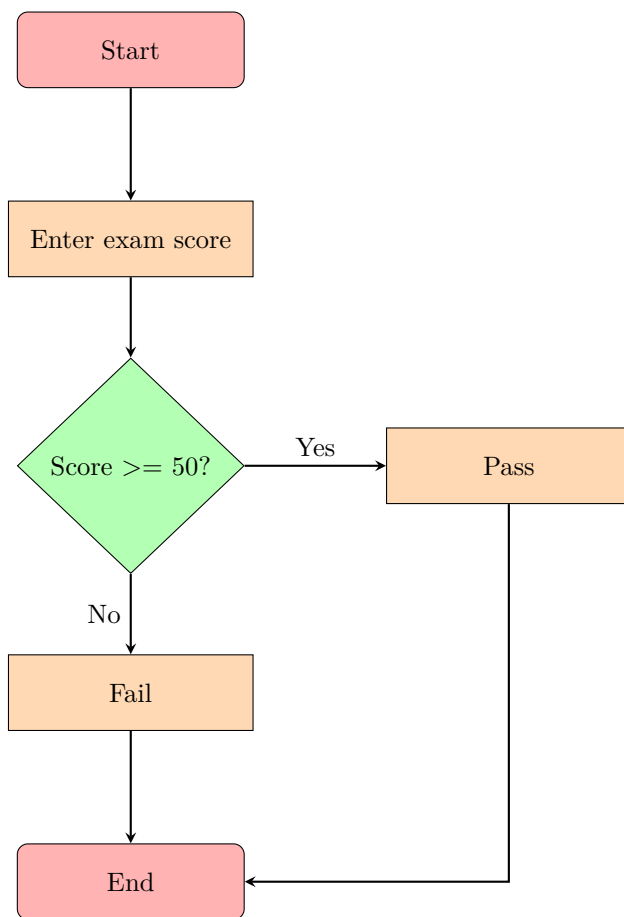 Start
Enter exam score
Score >= 50?
Yes
Pass
No
Fail
End